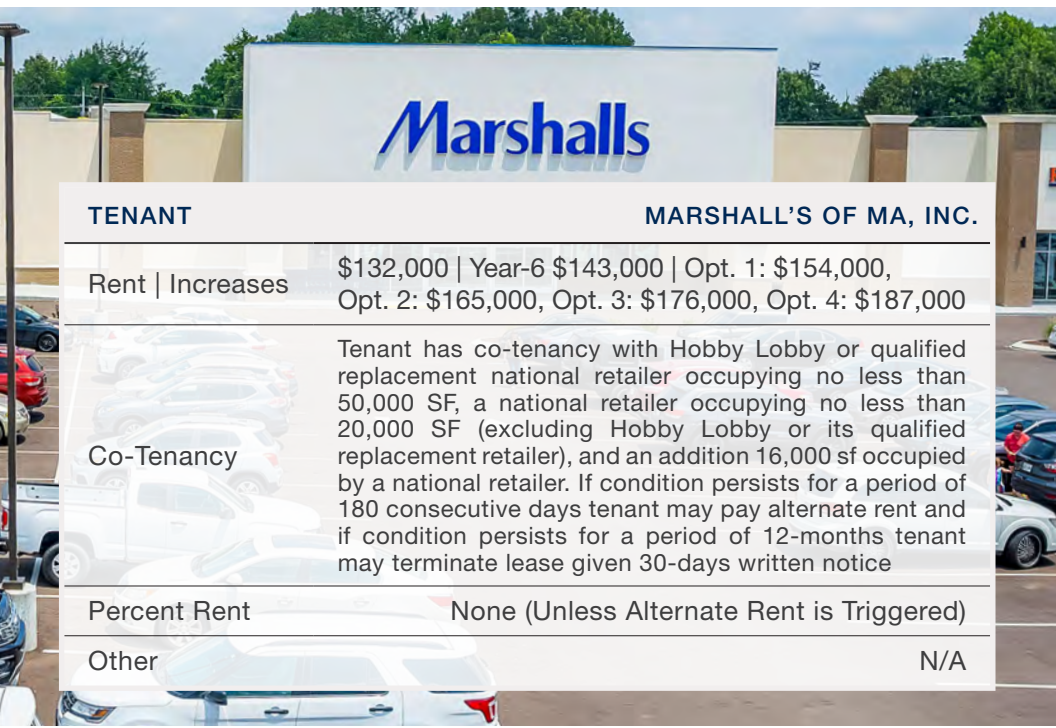 Marshalls
TENANT MARSHALL'S OF MA, INC.
Rent | Increases
$132,000 | Year-6 $143,000 | Opt. 1: $154,000,
Opt. 2: $165,000, Opt. 3: $176,000, Opt. 4: $187,000
Co-Tenancy
Tenant has co-tenancy with Hobby Lobby or qualified
replacement national retailer occupying no less than
50,000 SF, a national retailer occupying no less than
20,000 SF (excluding Hobby Lobby or its qualified
replacement retailer), and an addition 16,000 sf occupied
by a national retailer. If condition persists for a period of
180 consecutive days tenant may pay alternate rent and
if condition persists for a period of 12-months tenant
may terminate lease given 30-days written notice
Percent Rent None (Unless Alternate Rent is Triggered)
Other N/A